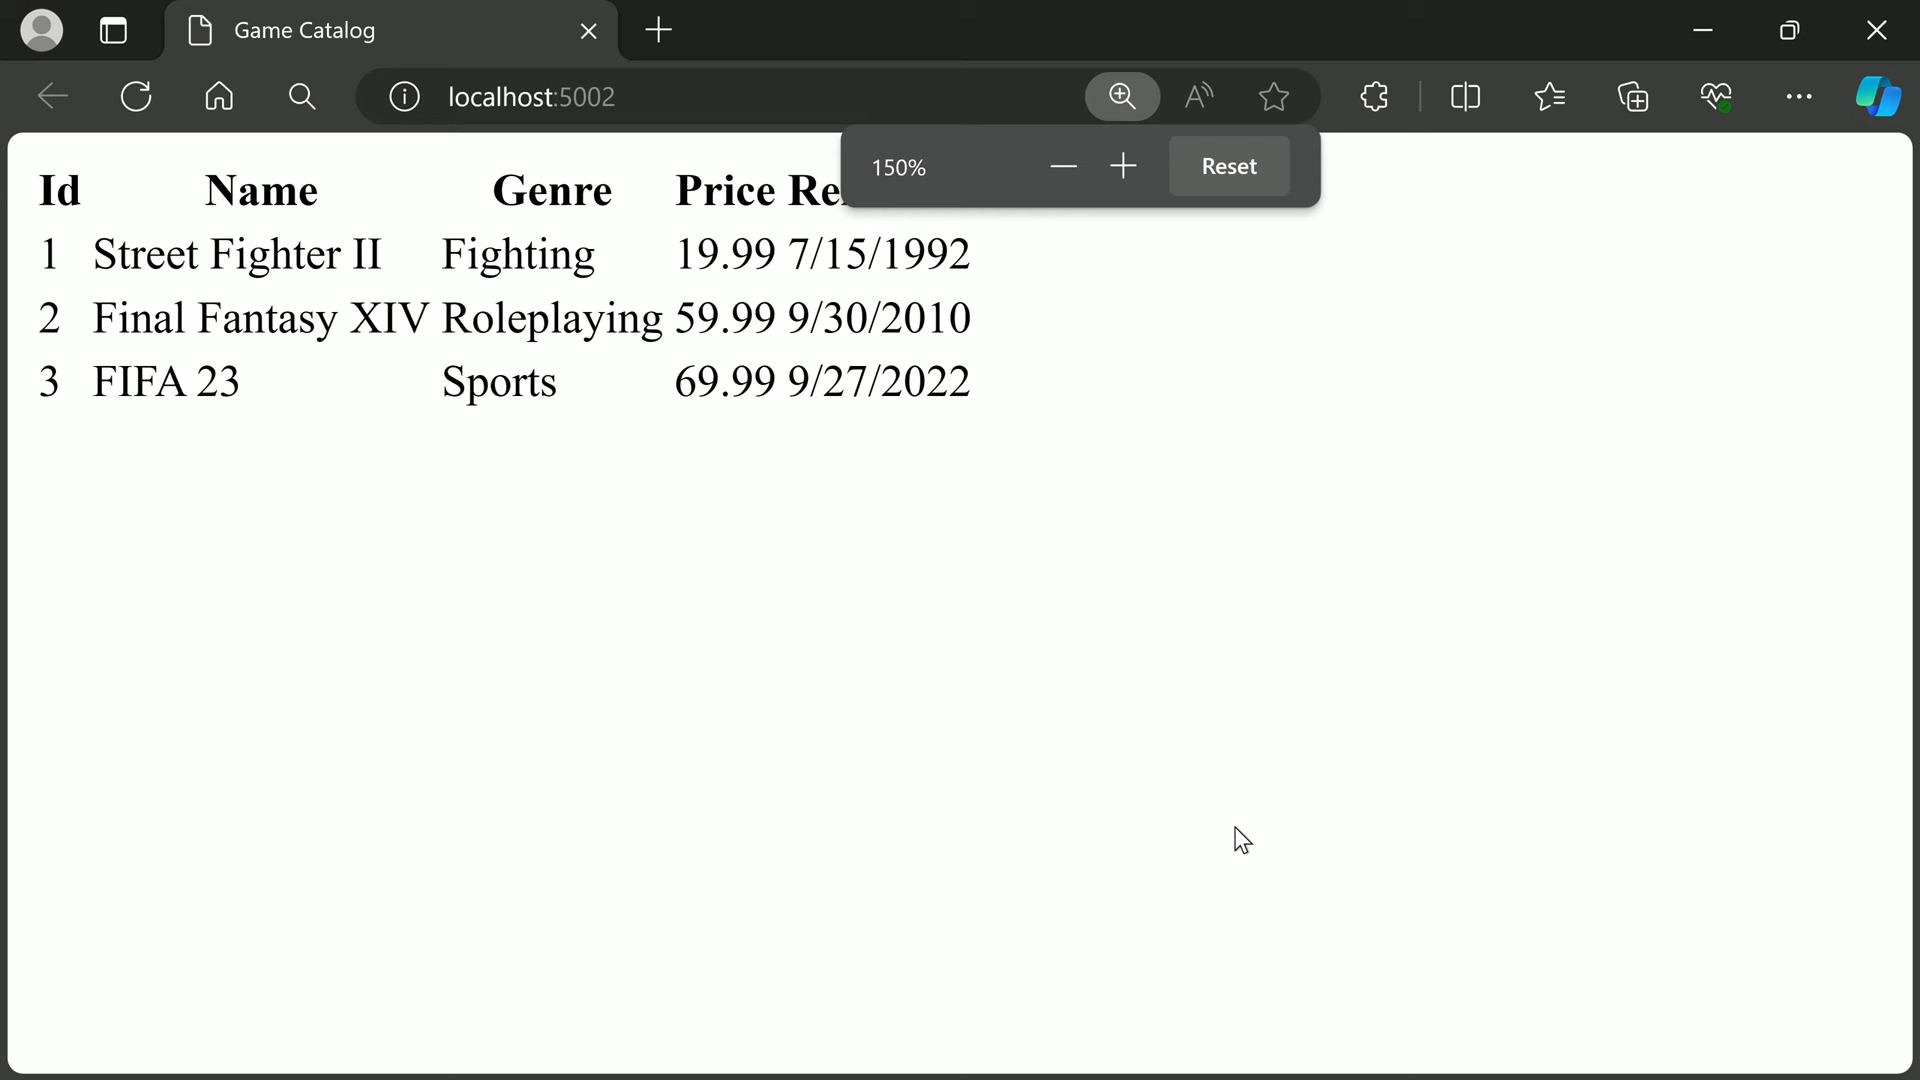 Game Catalog
localhost:5002
150% Reset
Id Name Genre Price
1 Street Fighter II Fighting 19.99 7/15/1992
2 Final Fantasy XIV Roleplaying 59.99 9/30/2010
3 FIFA 23 Sports 69.99 9/27/2022